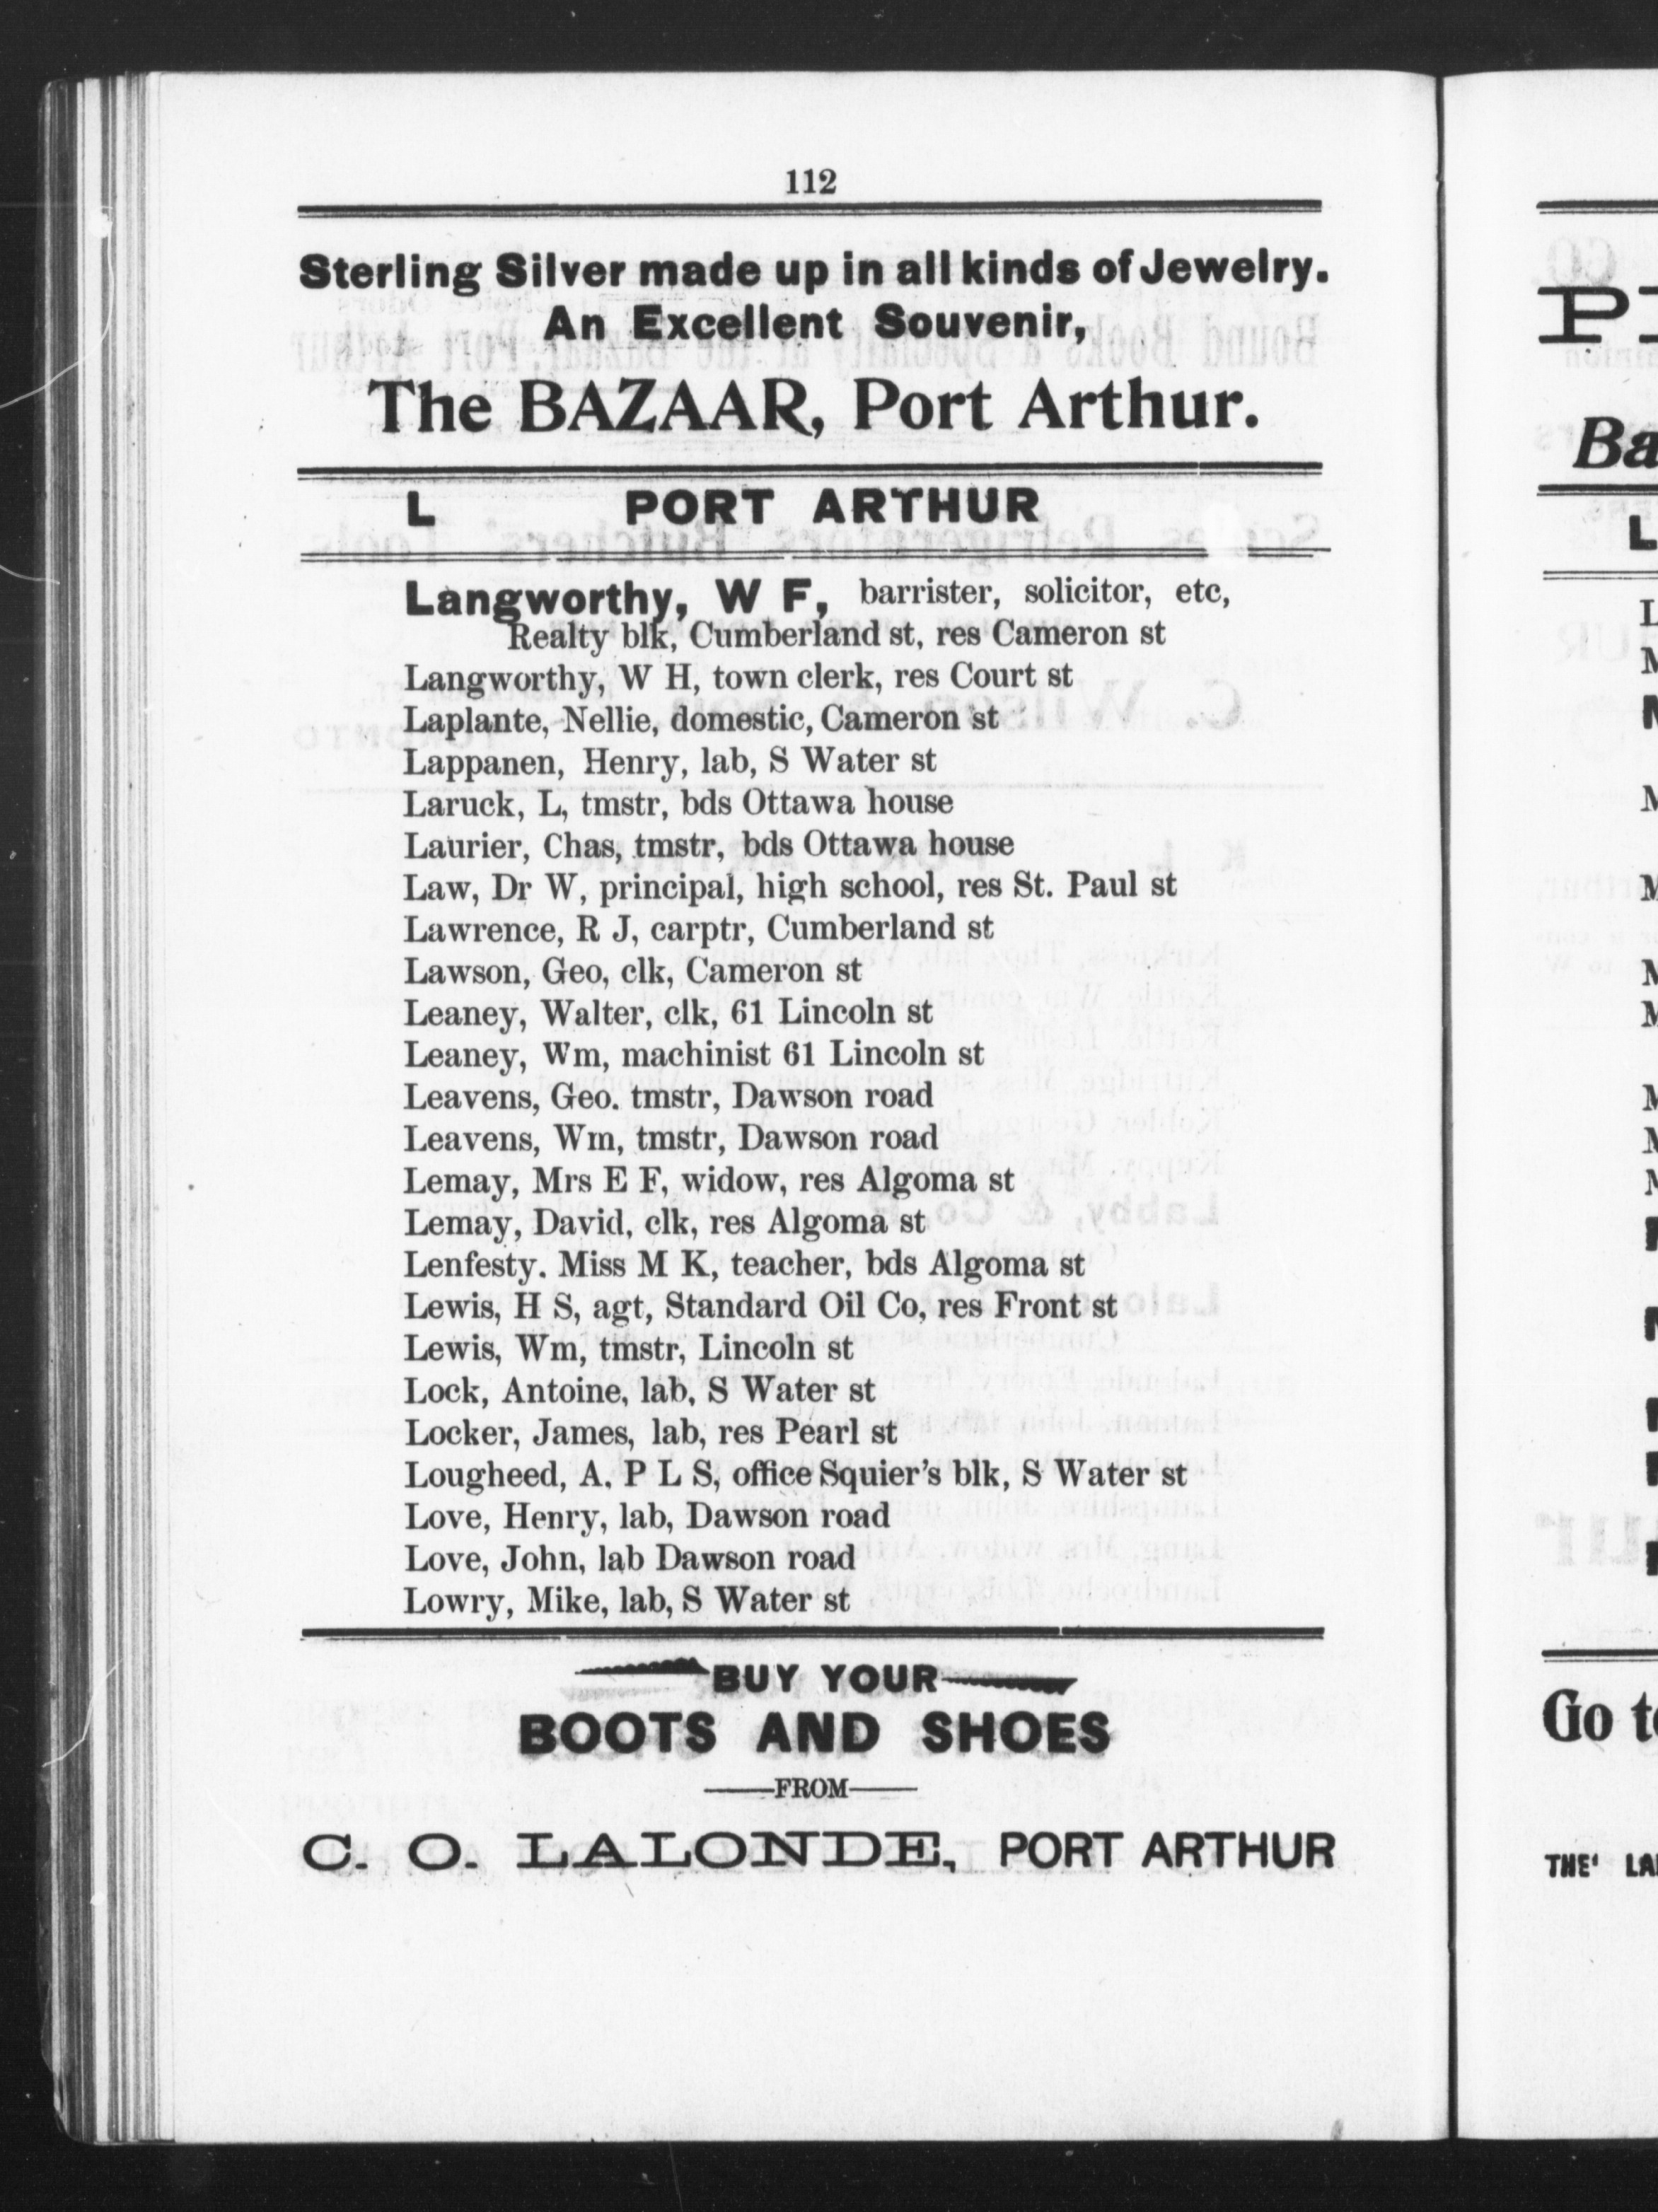 112
Sterling Silver made up in all kinds of Jewelry.
An Excellent Souvenir,
The BAZAAR, Port Arthur.
L PORT ARTHUR
Langworthy, W F, barrister, solicitor, etc,
Realty blk, Cumberland st, res Cameron st
Langworthy, W H, town clerk, res Court st
Laplante, Nellie, domestic, Cameron st
Lappanen, Henry, lab, S Water st
Laruck, L, tmstr, bds Ottawa house
Laurier, Chas, tmstr, bds Ottawa house
Law, Dr W, principal, high school, res St. Paul st
Lawrence, R J, carptr, Cumberland st
Lawson, Geo, clk, Cameron st
Leaney, Walter, clk, 61 Lincoln st
Leaney, Wm, machinist 61 Lincoln st
Leavens, Geo. tmstr, Dawson road
Leavens, Wm, tmstr, Dawson road
Lemay, Mrs E F, widow, res Algoma st
Lemay, David, clk, res Algoma st
Lenfesty. Miss M K, teacher, bds Algoma st
Lewis, H S, agt, Standard Oil Co, res Front st
Lewis, Wm, tmstr, Lincoln st
Lock, Antoine, lab, S Water st
Locker, James, lab, res Pearl st
Lougheed, A. P L S, office Squier's blk, S Water st
Love, Henry, lab, Dawson road
Love, John, lab Dawson road
Lowry, Mike, lab, S Water st
BUY YOUR
BOOTS AND SHOES
—FROM—
C. O. LALONDE, PORT ARTHUR
Ba
L
Go to
THE' LA